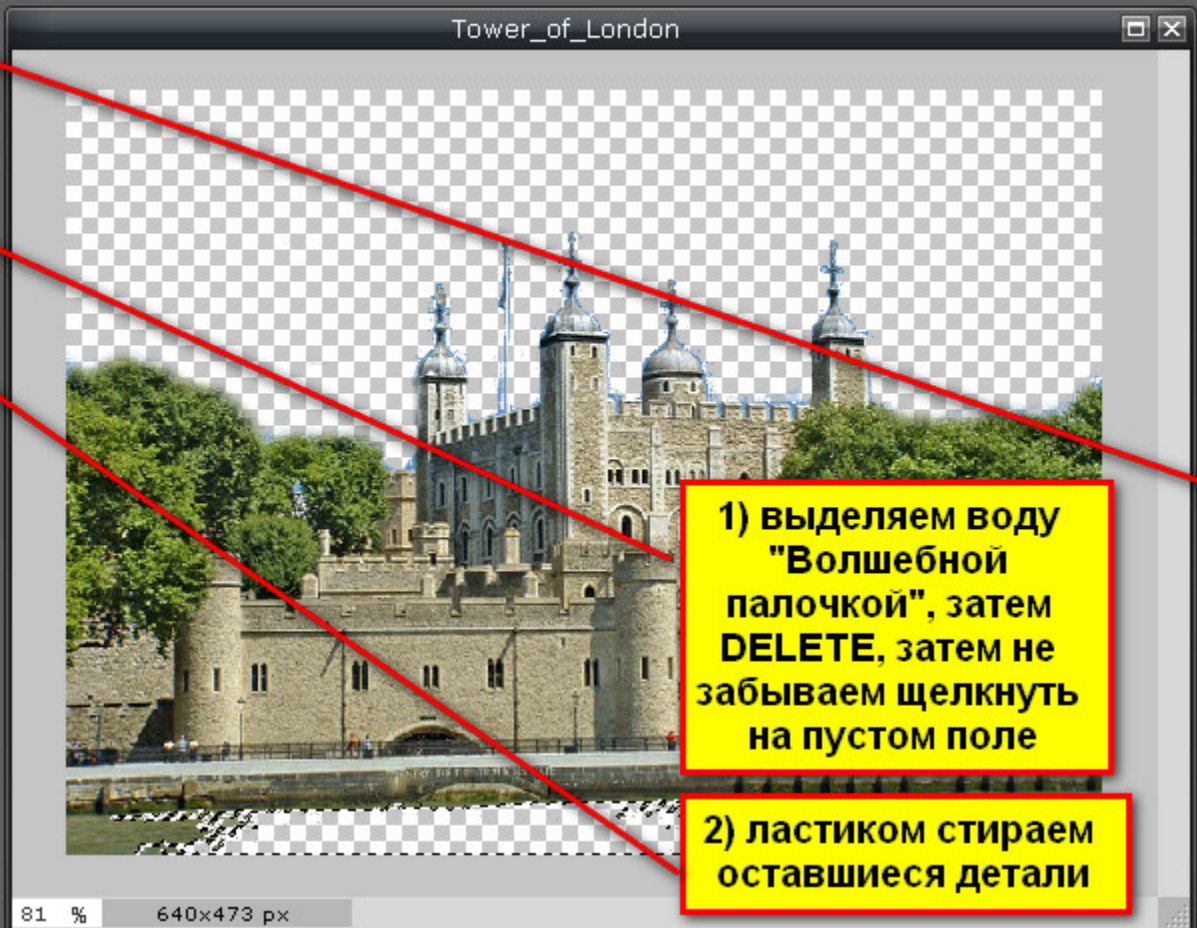 Tower_of_London
1) выделяем воду
"Волшебной
палочкой", затем
DELETE, затем не
забываем щелкнуть
на пустом поле
2) ластиком стираем
оставшиеся детали
81 % 640x473 px